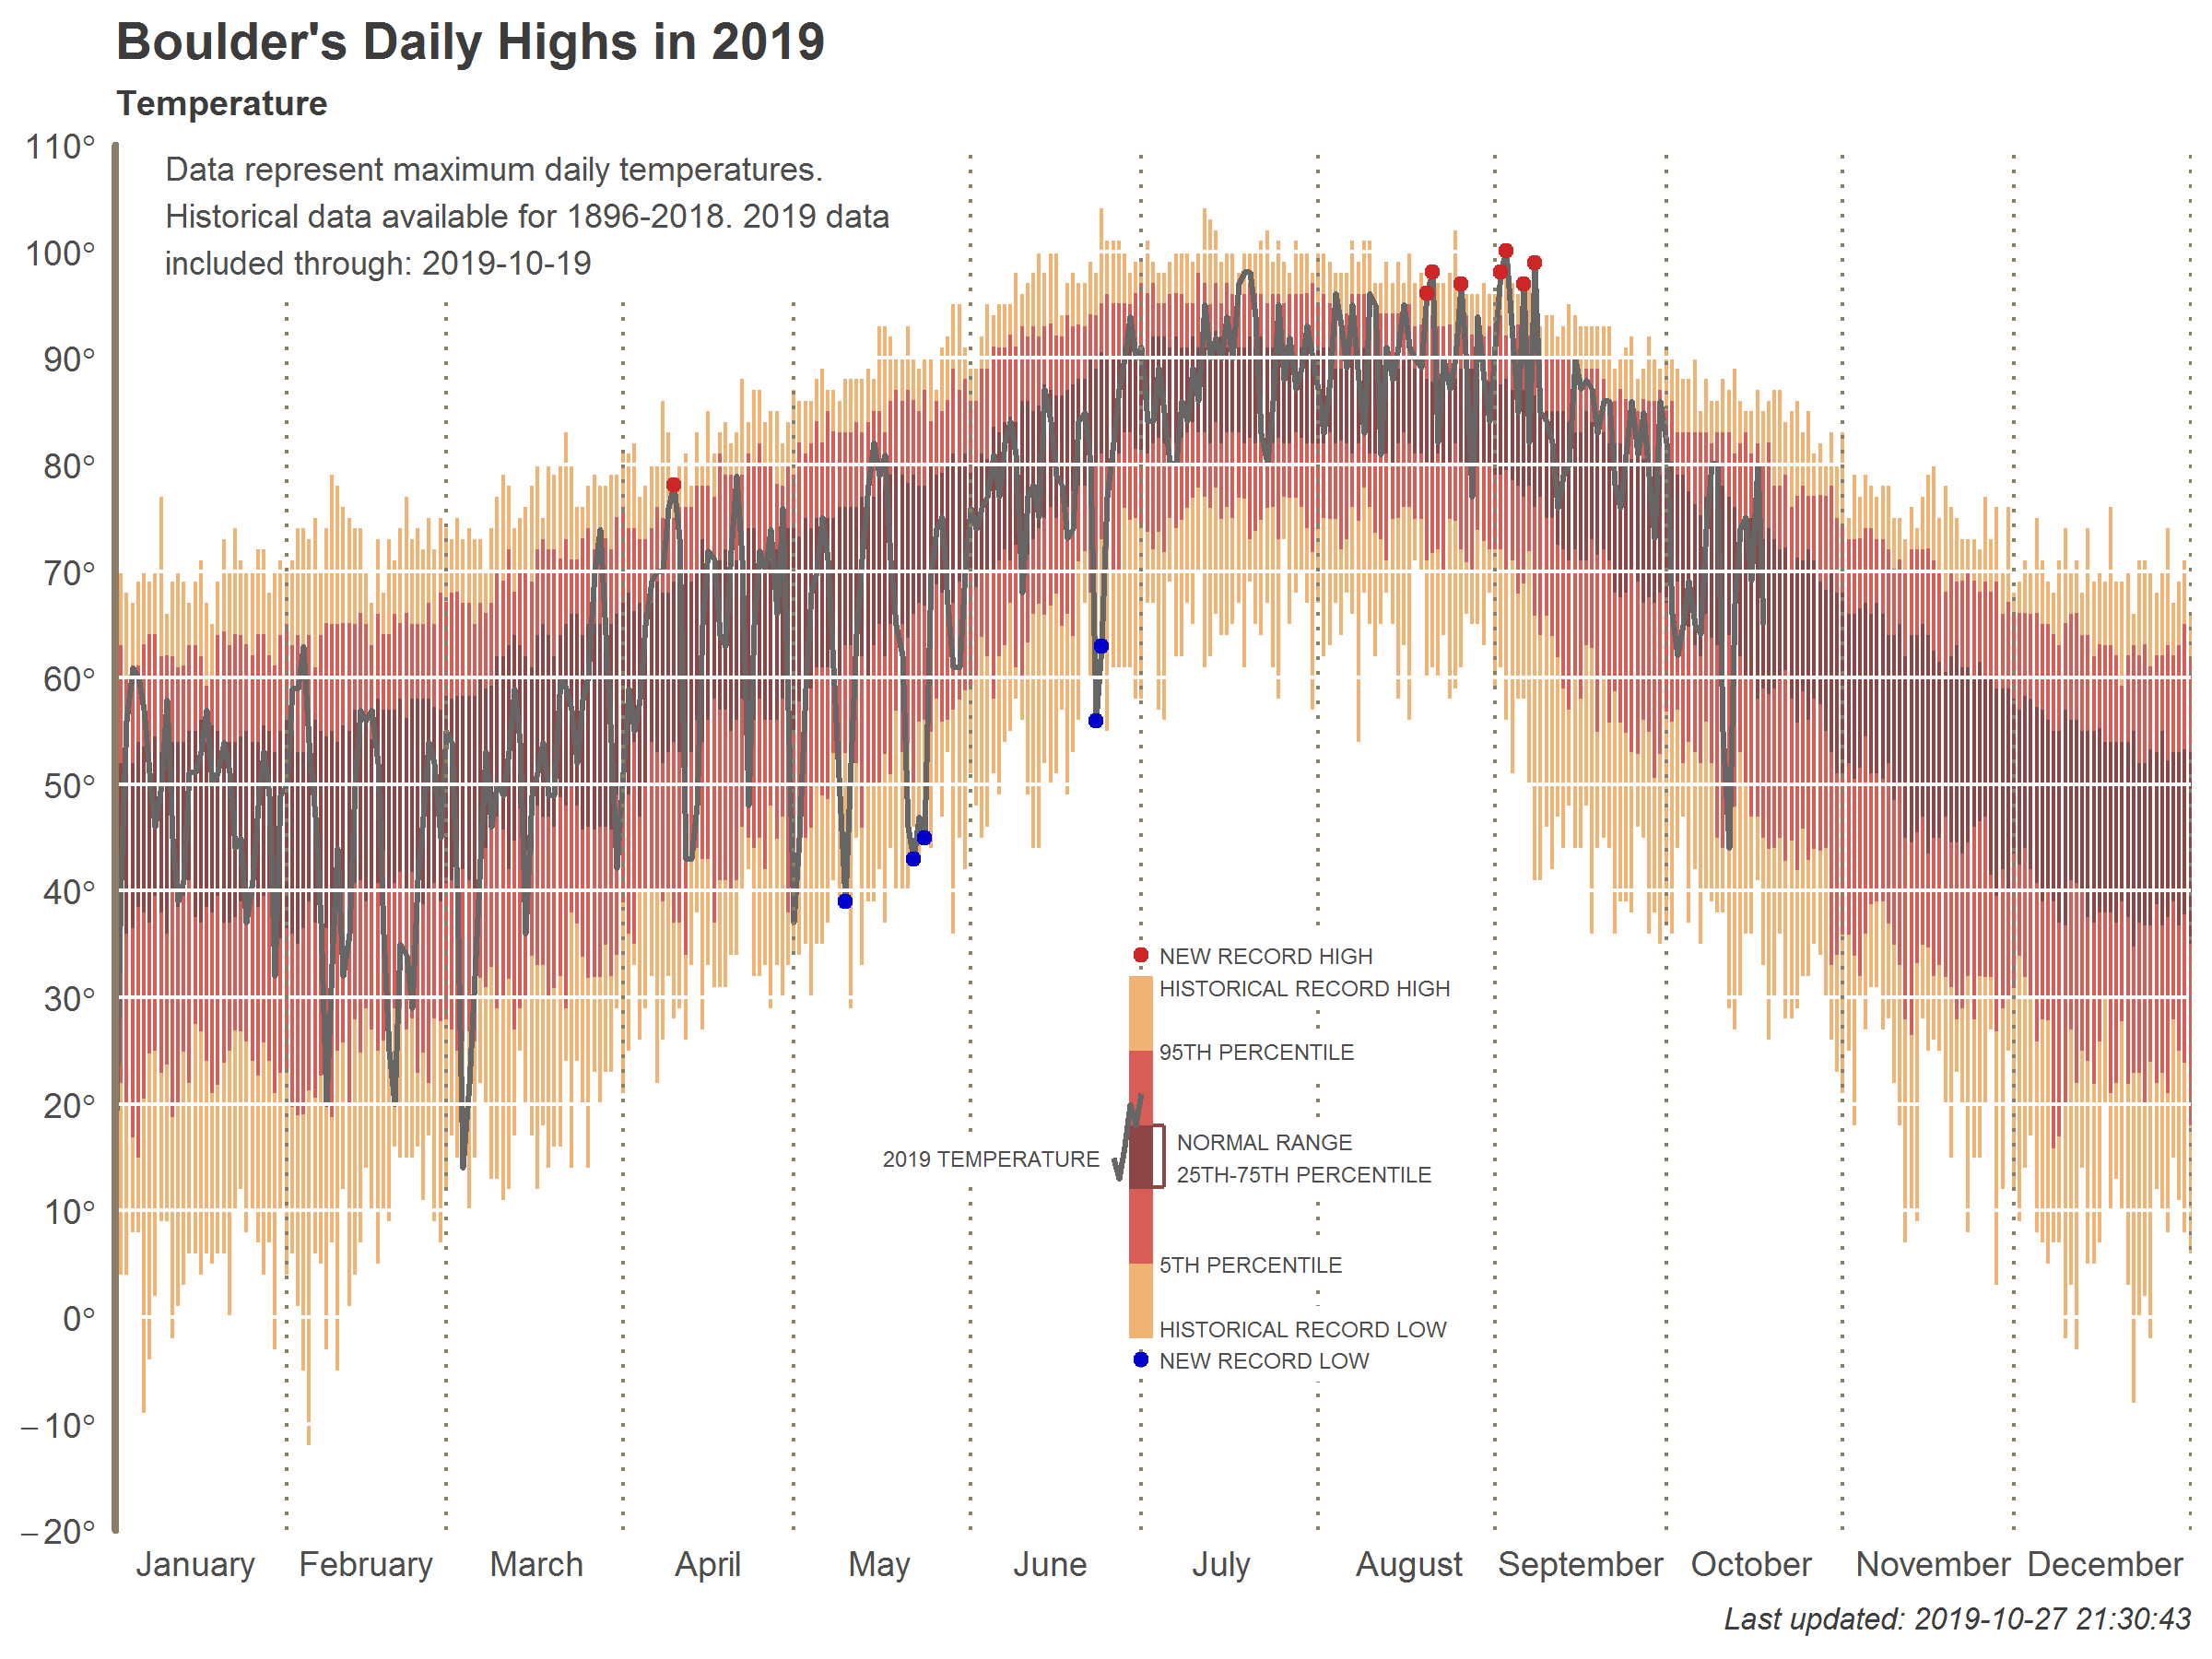 Boulder's Daily Highs in 2019
Temperature
110°
Data represent maximum daily temperatures.
Historical data available for 1896-2018. 2019 data
included through: 2019-10-19
100°
90°
80°
70°
60°
50°
40°
30°
20°
10°
0°
−10°
−20°
NEW RECORD HIGH
HISTORICAL RECORD HIGH
95TH PERCENTILE
2019 TEMPERATURE
NORMAL RANGE
25TH-75TH PERCENTILE
5TH PERCENTILE
HISTORICAL RECORD LOW
NEW RECORD LOW
January February March April May June July August September October November December
Last updated: 2019-10-27 21:30:43